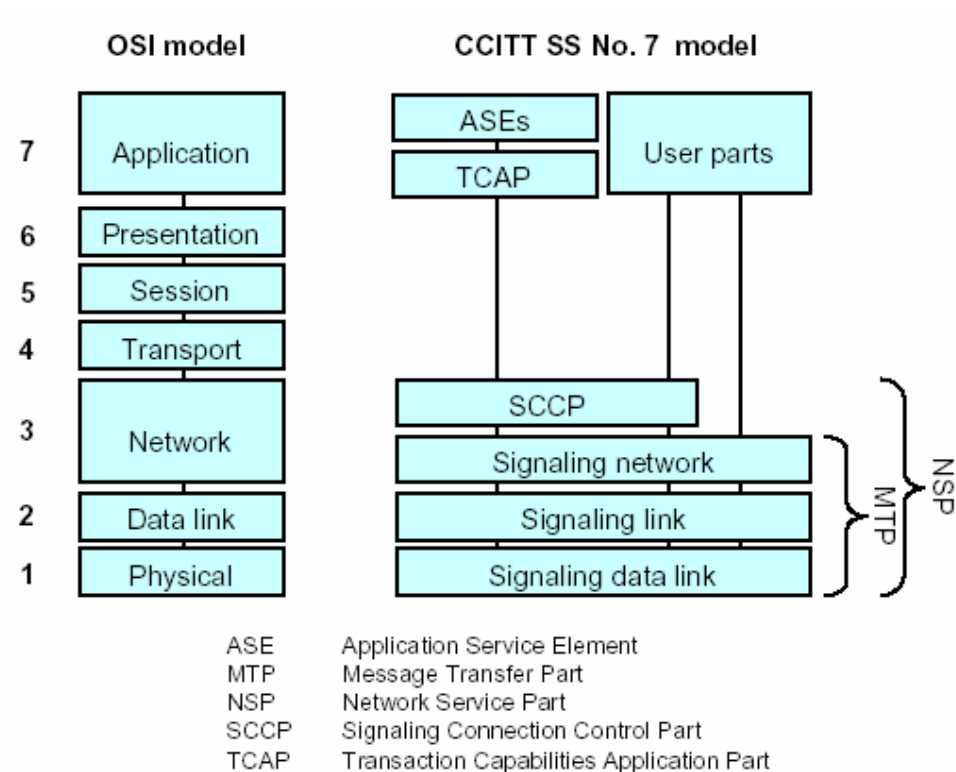 OSI model
CCITT SS No. 7 model
7
Application
ASEs
TCAP
User parts
6
Presentation
5
Session
4
Transport
3
Network
SCCP
Signaling network
2
Data link
Signaling link
1
Physical
Signaling data link
MTP
NSP
ASE Application Service Element
MTP Message Transfer Part
NSP Network Service Part
SCCP Signaling Connection Control Part
TCAP Transaction Capabilities Application Part